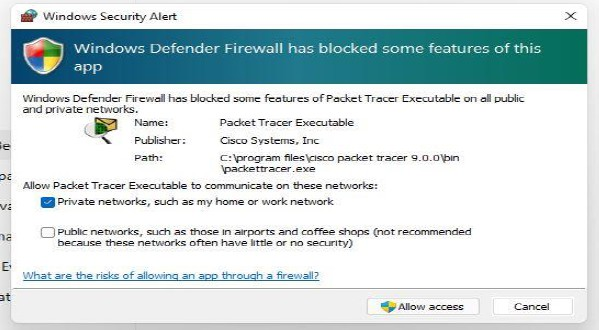 Windows Security Alert
Windows Defender Firewall has blocked some features of this
app
Windows Defender Firewall has blocked some features of Packet Tracer Executable on all public
and private networks.
Name: Packet Tracer Executable
Publisher: Cisco Systems, Inc
Path: C:\program files\cisco packet tracer 9.0.0\bin
\packettracer.exe
Allow Packet Tracer Executable to communicate on these networks:
Private networks, such as my home or work network
Public networks, such as those in airports and coffee shops (not recommended
because these networks often have little or no security)
What are the risks of allowing an app through a firewall?
Allow access
Cancel